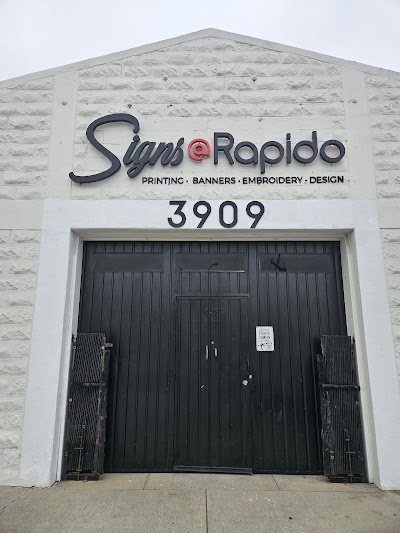 Signs@Rapido
PRINTING · BANNERS · EMBROIDERY · DESIGN
3909